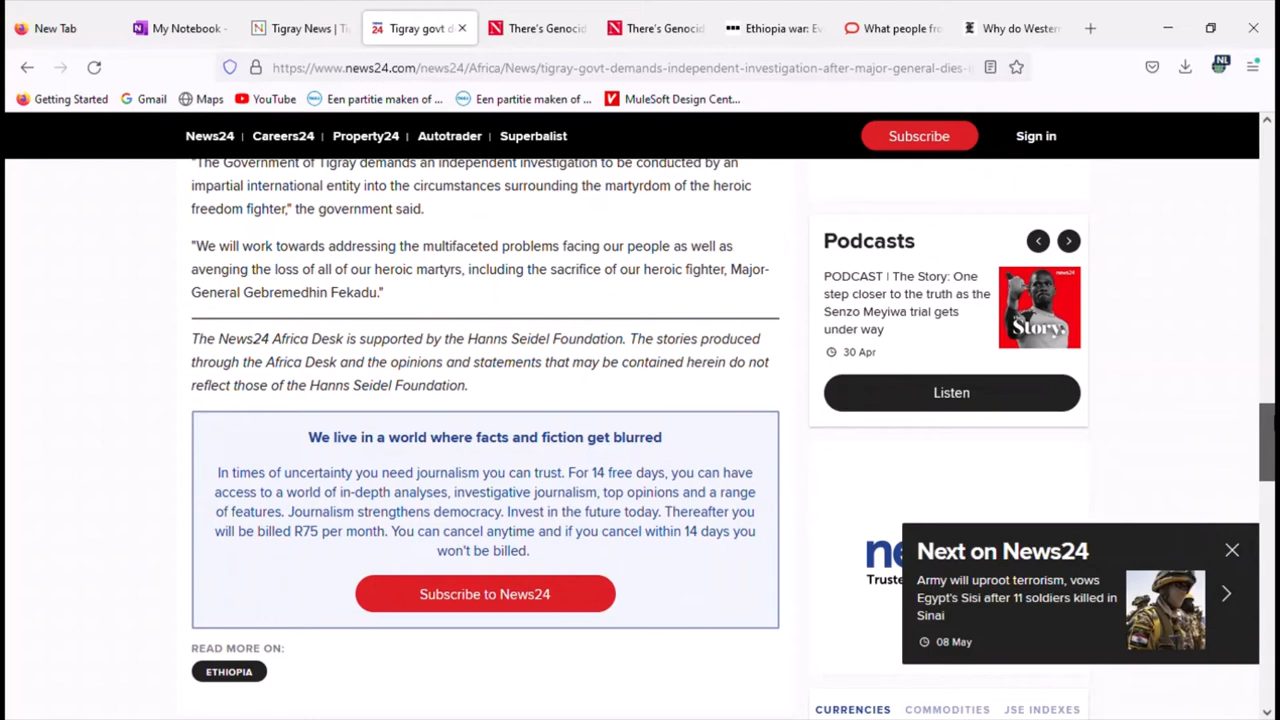 New Tab
My Notebook -
Tigray News | Ti
24 Tigray govt d
There's Genocid
There's Genocid
Ethiopia war: Ev
What people fro
Why do Wester
https://www.news24.com/news24/Africa/News/tigray-govt-demands-independent-investigation-after-major-general-dies-i
NL
Getting Started
Gmail
Maps
YouTube
Een partitie maken of ...
Een partitie maken of ...
MuleSoft Design Cent...
News24 | Careers24 | Property24 | Autotrader | Superbalist
Subscribe
Sign in
"The Government of Tigray demands an independent investigation to be conducted by an
impartial international entity into the circumstances surrounding the martyrdom of the heroic
freedom fighter," the government said.
"We will work towards addressing the multifaceted problems facing our people as well as
avenging the loss of all of our heroic martyrs, including the sacrifice of our heroic fighter, Major-
General Gebremedhin Fekadu."
The News24 Africa Desk is supported by the Hanns Seidel Foundation. The stories produced
through the Africa Desk and the opinions and statements that may be contained herein do not
reflect those of the Hanns Seidel Foundation.
We live in a world where facts and fiction get blurred
In times of uncertainty you need journalism you can trust. For 14 free days, you can have
access to a world of in-depth analyses, investigative journalism, top opinions and a range
of features. Journalism strengthens democracy. Invest in the future today. Thereafter you
will be billed R75 per month. You can cancel anytime and if you cancel within 14 days you
won't be billed.
Subscribe to News24
READ MORE ON:
ETHIOPIA
Podcasts
PODCAST | The Story: One
step closer to the truth as the
Senzo Meyiwa trial gets
under way
30 Apr
news24
Story.
Listen
ne
Truste
Next on News24
Army will uproot terrorism, vows
Egypt's Sisi after 11 soldiers killed in
Sinai
08 May
CURRENCIES
COMMODITIES
JSE INDEXES